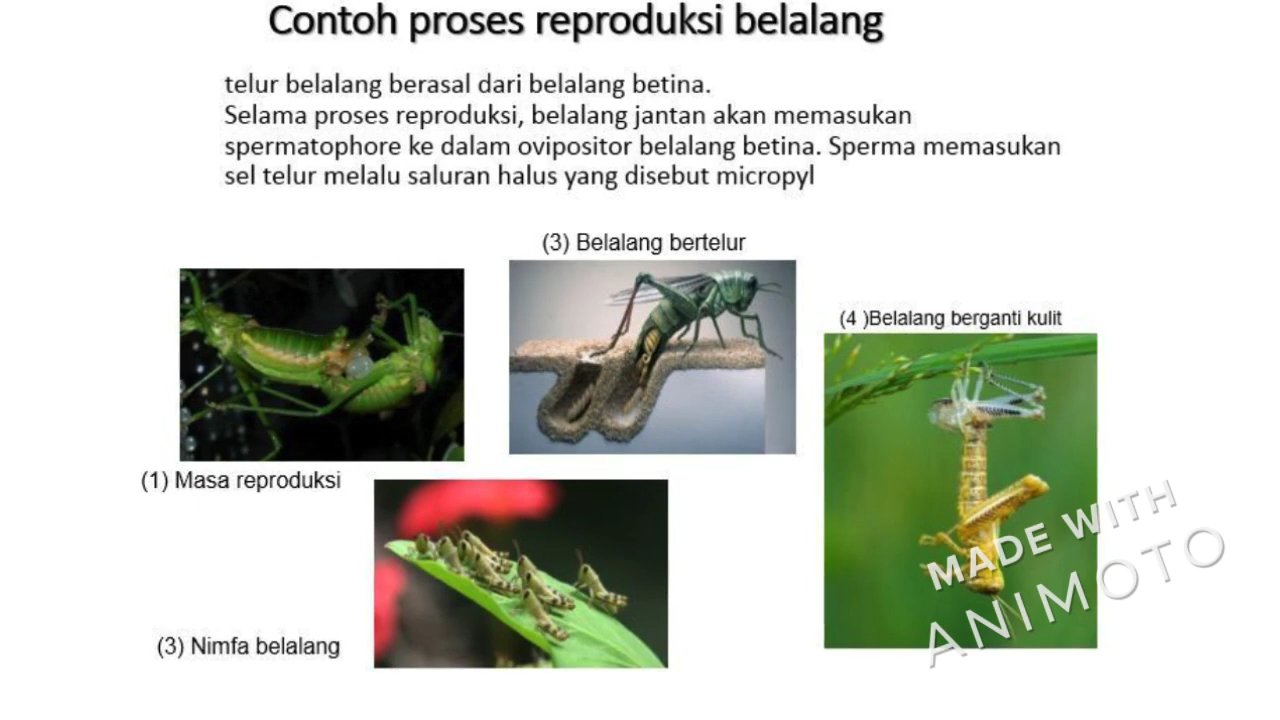 Contoh proses reproduksi belalang
telur belalang berasal dari belalang betina.
Selama proses reproduksi, belalang jantan akan memasukan
spermatophore ke dalam ovipositor belalang betina. Sperma memasukan
sel telur melalu saluran halus yang disebut micropyl
(3) Belalang bertelur
(4 )Belalang berganti kulit
(1) Masa reproduksi
(3) Nimfa belalang
MADE WITH
ANIMOTO